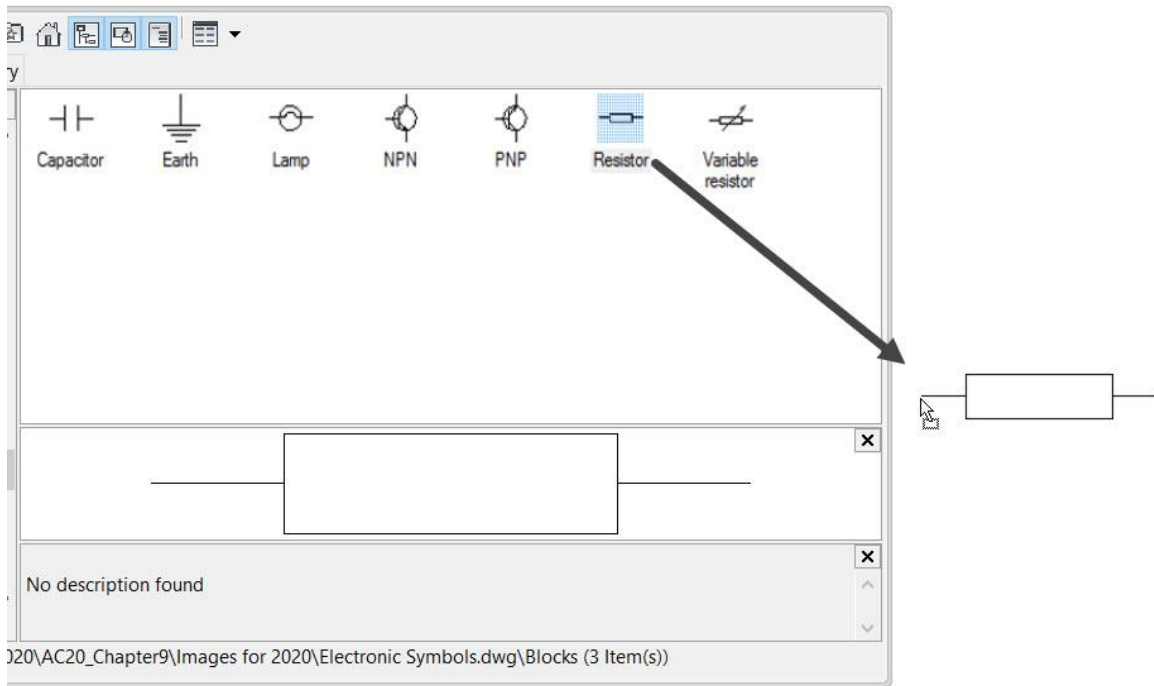 ry
Capacitor
Earth
Lamp
NPN
PNP
Resistor
Variable
resistor
No description found
020\AC20_Chapter9\Images for 2020\Electronic Symbols.dwg\Blocks (3 Item(s))